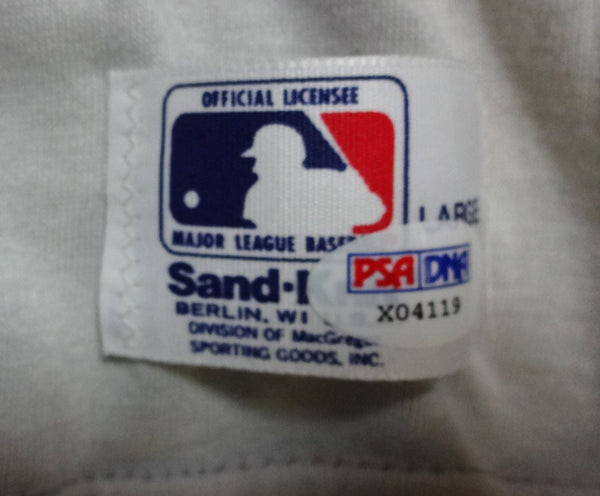 OFFICIAL LICENSEE
MAJOR LEAGUE
LARGE
Sand
PSA DNA
X04119
BERLIN, WI
DIVISION OF
SPORTING GOODS, INC.